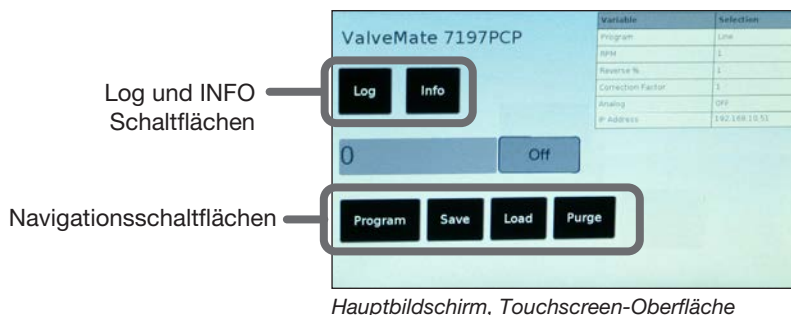 ValveMate 7197PCP
Variable Selection
Program Line
RPM 1
Reverse % 1
Correction Factor 1
Analog OFF
IP Address 192.168.10.51
Log und INFO
Schaltflächen
Log Info
0 Off
Navigationsschaltflächen
Program Save Load Purge
Hauptbildschirm, Touchscreen-Oberfläche